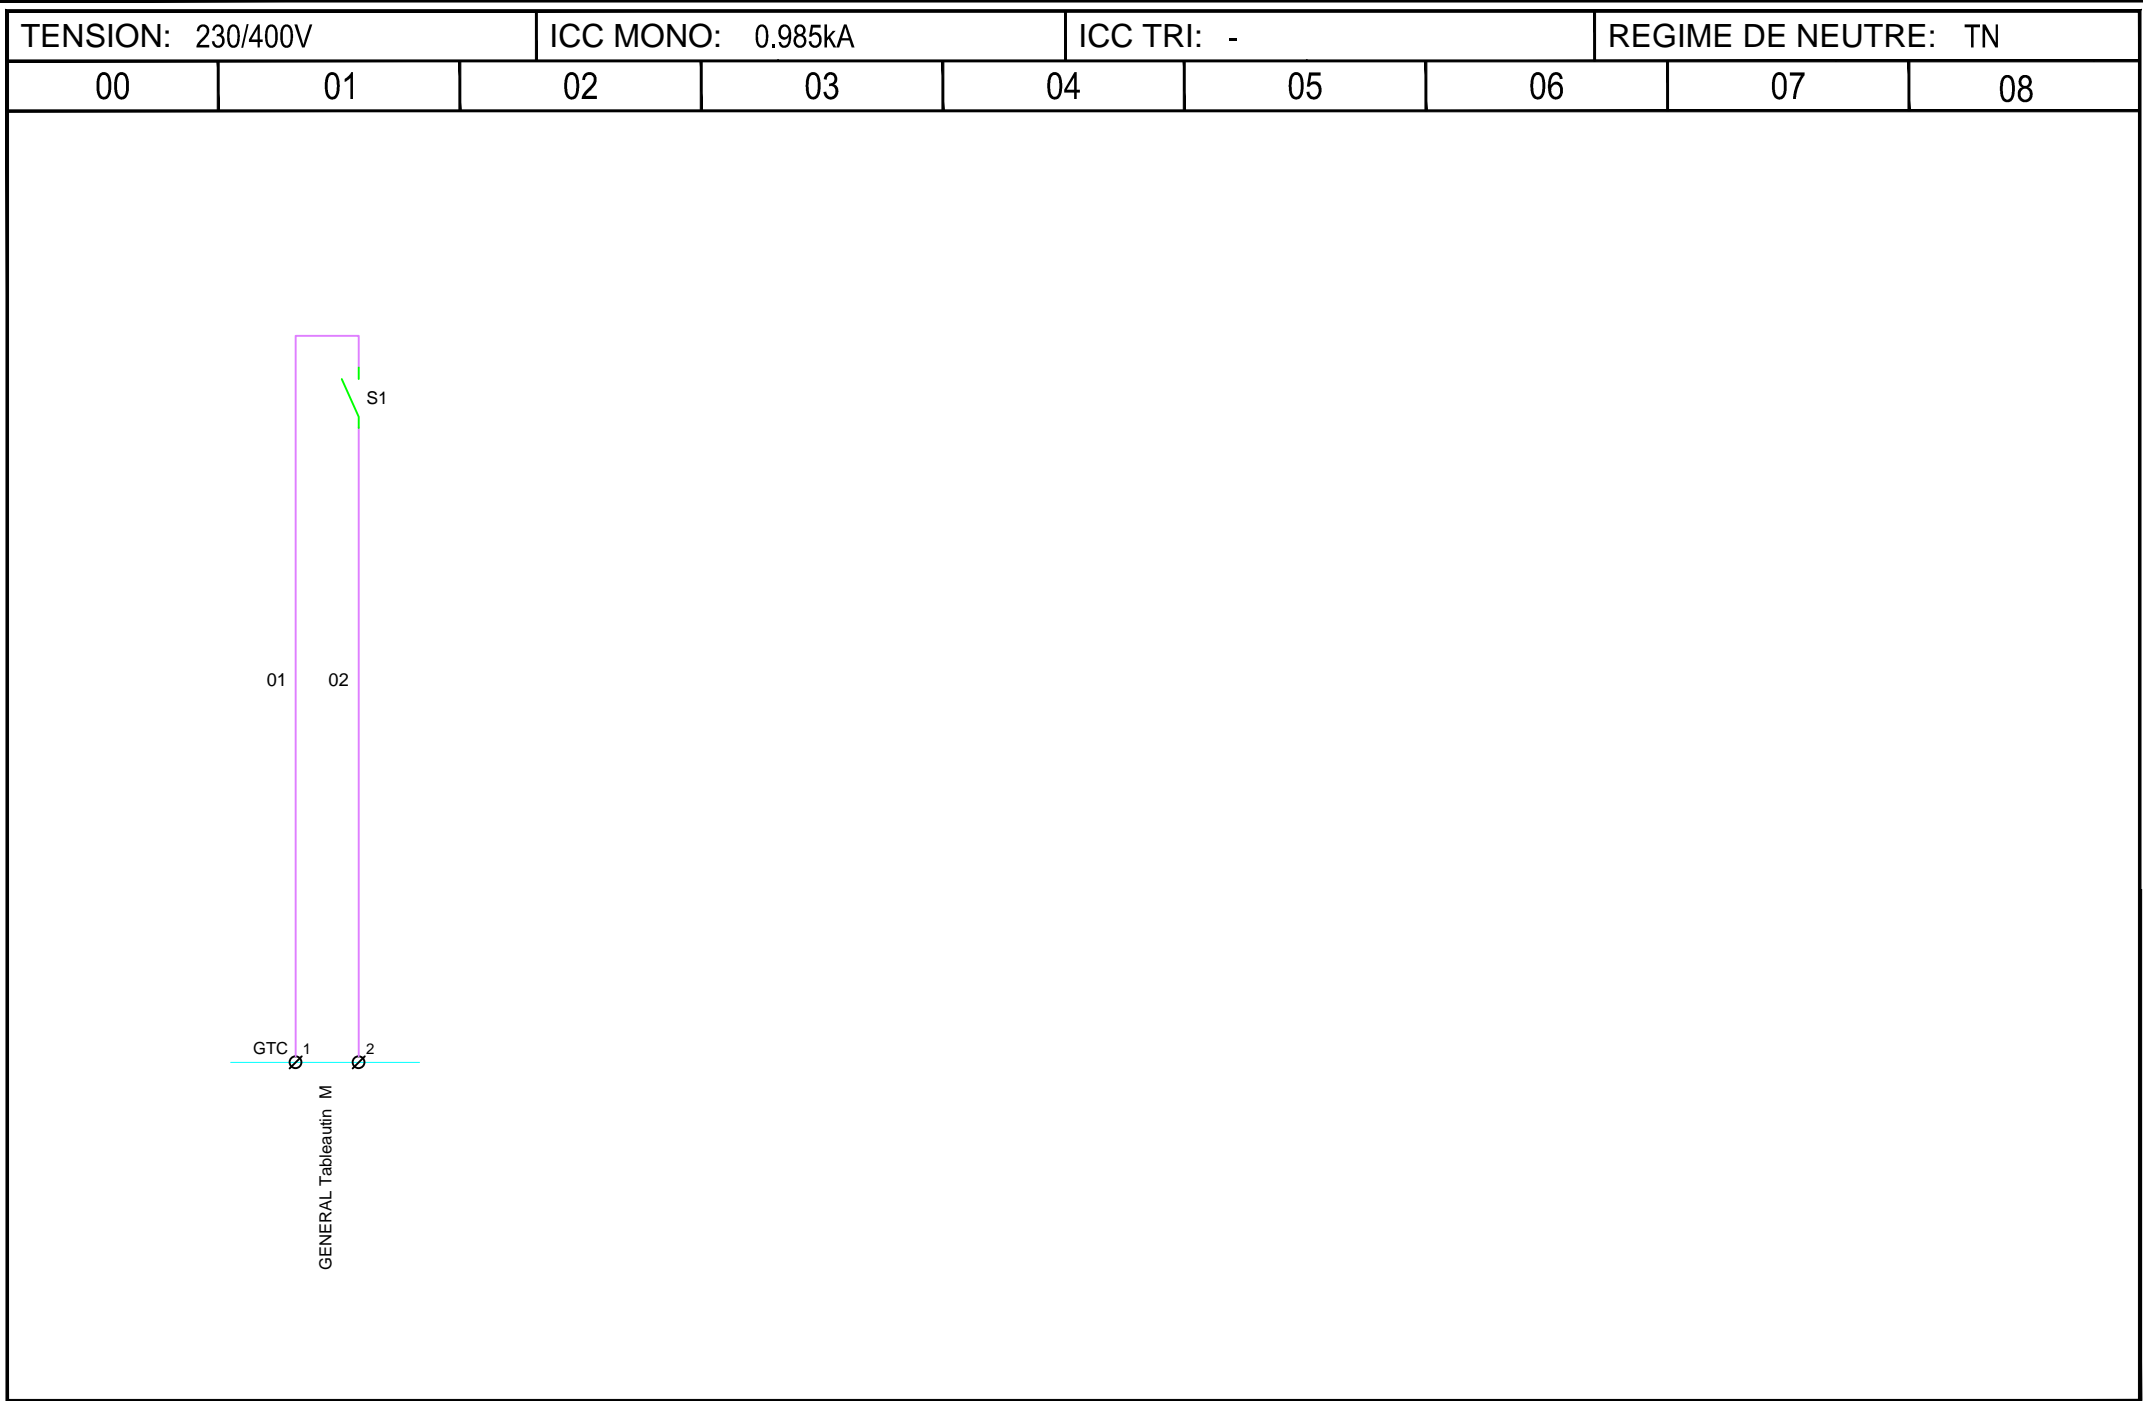 TENSION: 230/400V ICC MONO: 0.985kA ICC TRI: - REGIME DE NEUTRE: TN
00 01 02 03 04 05 06 07 08
S1
01 02
GTC 1 2
GENERAL Tableautin M